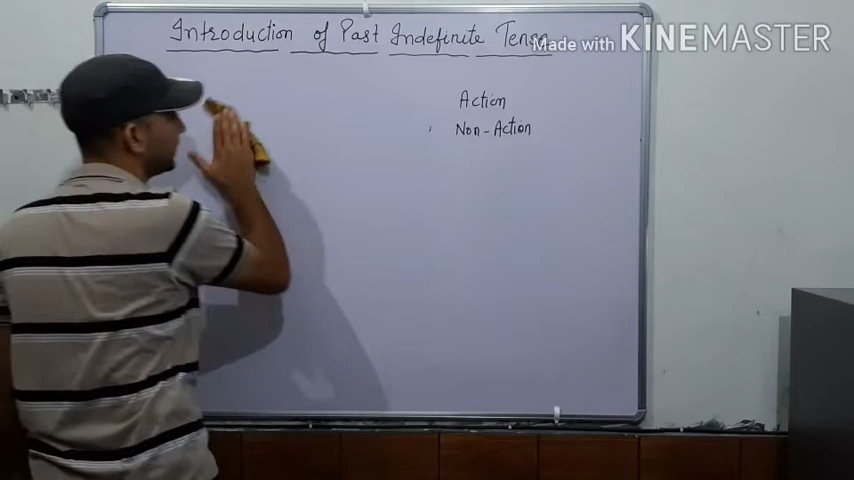 Introduction of Past Indefinite Tense
Made with KINEMASTER
Action
Non-Action